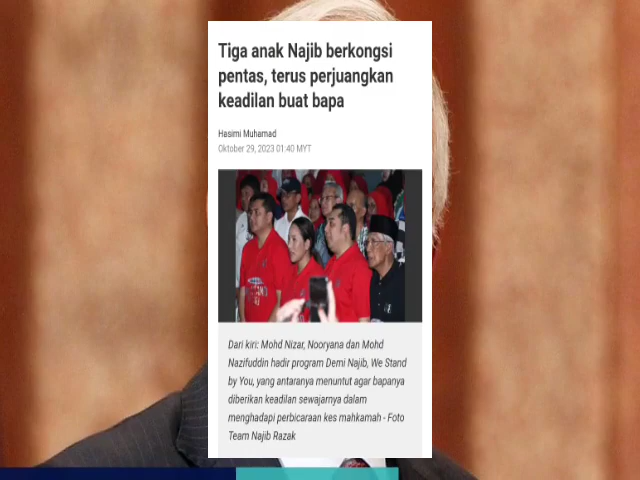 Tiga anak Najib berkongsi
pentas, terus perjuangkan
keadilan buat bapa
Hasimi Muhamad
Oktober 29, 2023 01:40 MYT
Dari kiri: Mohd Nizar, Nooryana dan Mohd
Nazifuddin hadir program Demi Najib, We Stand
by You, yang antaranya menuntut agar bapanya
diberikan keadilan sewajarnya dalam
menghadapi perbicaraan kes mahkamah - Foto
Team Najib Razak